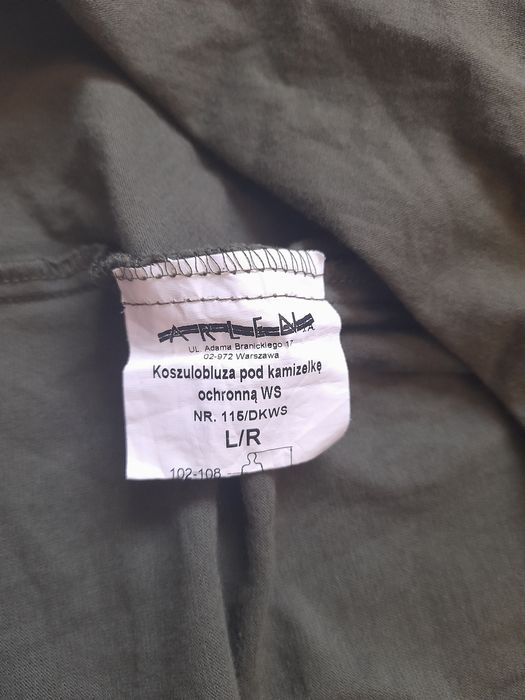 ARLEN S.A.
UL. Adama Branickiego 17
02-972 Warszawa
Koszulobluza pod kamizelkę
ochronną WS
NR. 115/DKWS
L/R
102-108